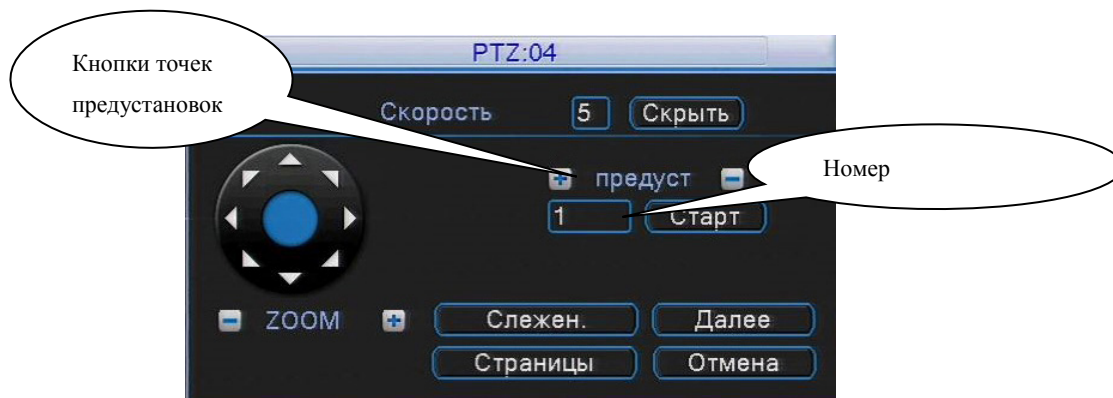 Кнопки точек
предустановок
PTZ:04
Скорость 5 Скрыть
предуст
Номер
1 Старт
ZOOM
Слежен. Далее
Страницы Отмена